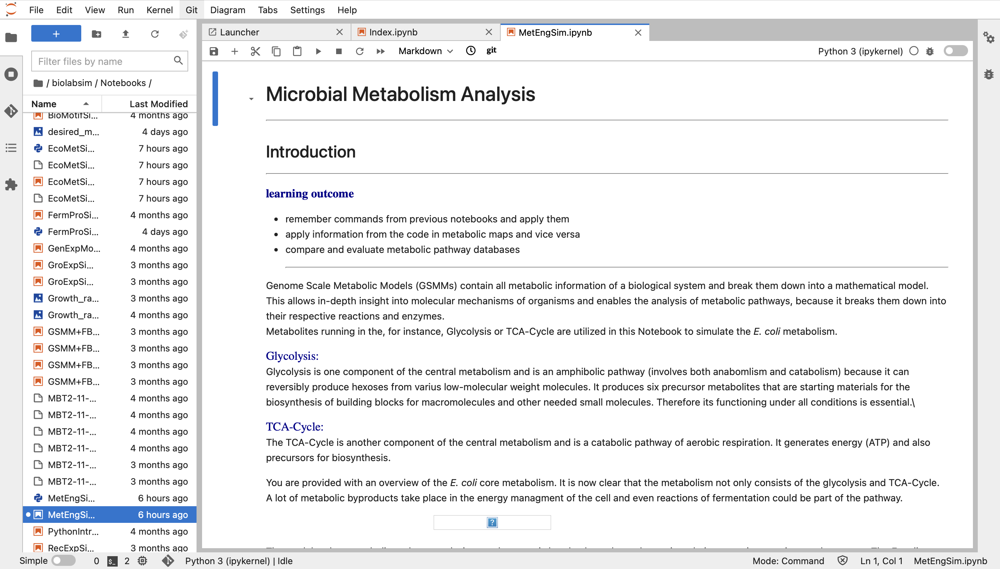 File Edit View Run Kernel Git Diagram Tabs Settings Help
+
Filter files by name
/ biolabsim / Notebooks /
Name Last Modified
BioMotifSi... 4 months ago
desired_m... 4 days ago
EcoMetSi... 7 hours ago
EcoMetSi... 7 hours ago
EcoMetSi... 7 hours ago
EcoMetSi... 7 hours ago
FermProSi... 4 months ago
FermProSi... 4 days ago
GenExpMo... 4 months ago
GroExpSi... 3 months ago
GroExpSi... 3 months ago
Growth_ra... 3 months ago
Growth_ra... 4 months ago
GSMM+FB... 3 months ago
GSMM+FB... 3 months ago
GSMM+FB... 3 months ago
GSMM+FB... 3 months ago
MBT2-11-... 4 months ago
MBT2-11-... 4 months ago
MBT2-11-... 4 months ago
MBT2-11-... 4 months ago
MBT2-11-... 3 months ago
MBT2-11-... 3 months ago
MetEngSi... 6 hours ago
MetEngSi... 6 hours ago
PythonIntr... 4 months ago
RecExpSi... 3 months ago
Launcher
Index.ipynb
MetEngSim.ipynb
Markdown git
Python 3 (ipykernel)
Microbial Metabolism Analysis
Introduction
learning outcome
• remember commands from previous notebooks and apply them
• apply information from the code in metabolic maps and vice versa
• compare and evaluate metabolic pathway databases
Genome Scale Metabolic Models (GSMMs) contain all metabolic information of a biological system and break them down into a mathematical model.
This allows in-depth insight into molecular mechanisms of organisms and enables the analysis of metabolic pathways, because it breaks them down into
their respective reactions and enzymes.
Metabolites running in the, for instance, Glycolysis or TCA-Cycle are utilized in this Notebook to simulate the E. coli metabolism.
Glycolysis:
Glycolysis is one component of the central metabolism and is an amphibolic pathway (involves both anabomlism and catabolism) because it can
reversibly produce hexoses from varius low-molecular weight molecules. It produces six precursor metabolites that are starting materials for the
biosynthesis of building blocks for macromolecules and other needed small molecules. Therefore its functioning under all conditions is essential.\
TCA-Cycle:
The TCA-Cycle is another component of the central metabolism and is a catabolic pathway of aerobic respiration. It generates energy (ATP) and also
precursors for biosynthesis.
You are provided with an overview of the E. coli core metabolism. It is now clear that the metabolism not only consists of the glycolysis and TCA-Cycle.
A lot of metabolic byproducts take place in the energy managment of the cell and even reactions of fermentation could be part of the pathway.
?
Simple 0 $_ 2 Python 3 (ipykernel) | Idle
Mode: Command Ln 1, Col 1 MetEngSim.ipynb